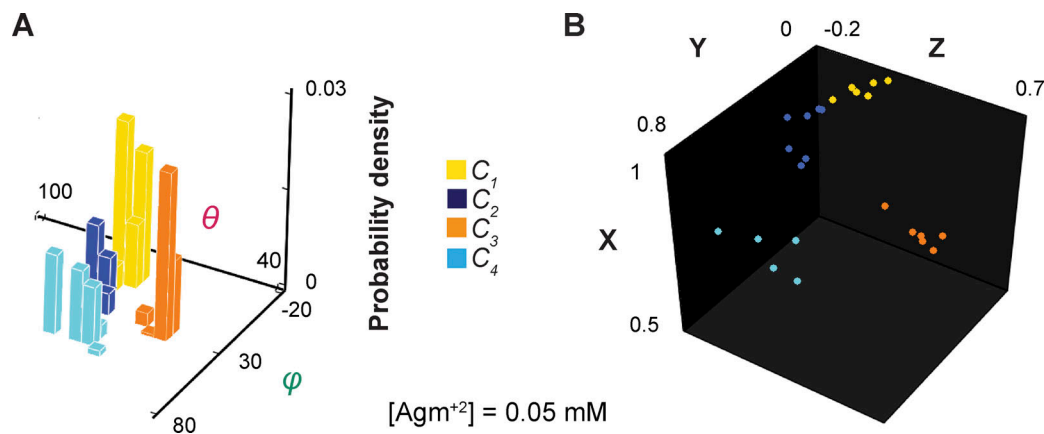 A
0.03
100
θ
40
0
-20
30
φ
80
Probability density
C1
C2
C3
C4
[Agm+2] = 0.05 mM
B
0
-0.2
Y
Z
0.7
0.8
1
X
0.5